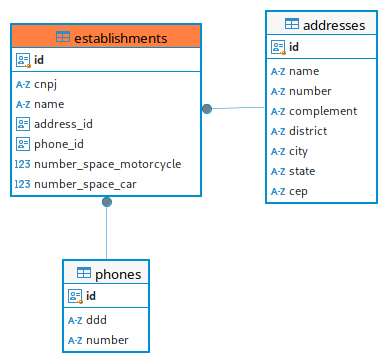 establishments
id
A-Z cnpj
A-Z name
address_id
phone_id
123 number_space_motorcycle
123 number_space_car
addresses
id
A-Z name
A-Z number
A-Z complement
A-Z district
A-Z city
A-Z state
A-Z cep
phones
id
A-Z ddd
A-Z number